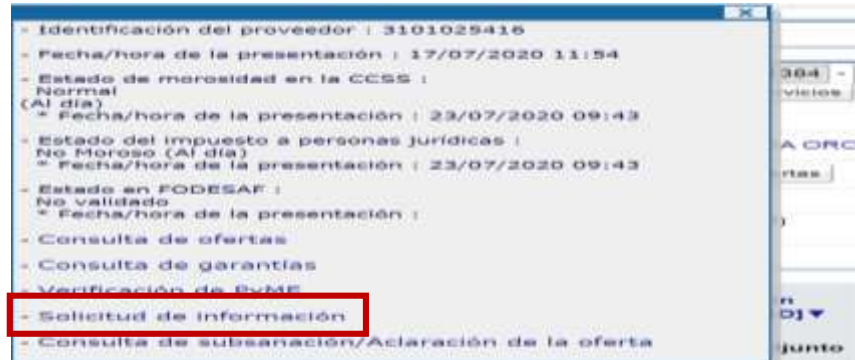 - Identificación del proveedor : 3101025416
- Fecha/hora de la presentación : 17/07/2020 11:54
- Estado de morosidad en la CCSS :
Normal
(Al día)
* Fecha/hora de la presentación : 23/07/2020 09:43
- Estado del impuesto a personas jurídicas :
No Moroso (Al día)
* Fecha/hora de la presentación : 23/07/2020 09:43
- Estado en FODESAF :
No validado
* Fecha/hora de la presentación :
- Consulta de ofertas
- Consulta de garantías
- Verificación de PyME
- Solicitud de información
- Consulta de subsanación/Aclaración de la oferta
384 -
vicios
A ORO
rtas
)
n
D] ▼
junto